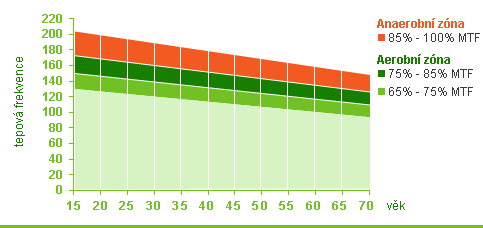 220
200
180
160
140
120
100
80
60
40
20
0
tepová frekvence
15 20 25 30 35 40 45 50 55 60 65 70 věk
Anaerobní zóna
85% - 100% MTF
Aerobní zóna
75% - 85% MTF
65% - 75% MTF